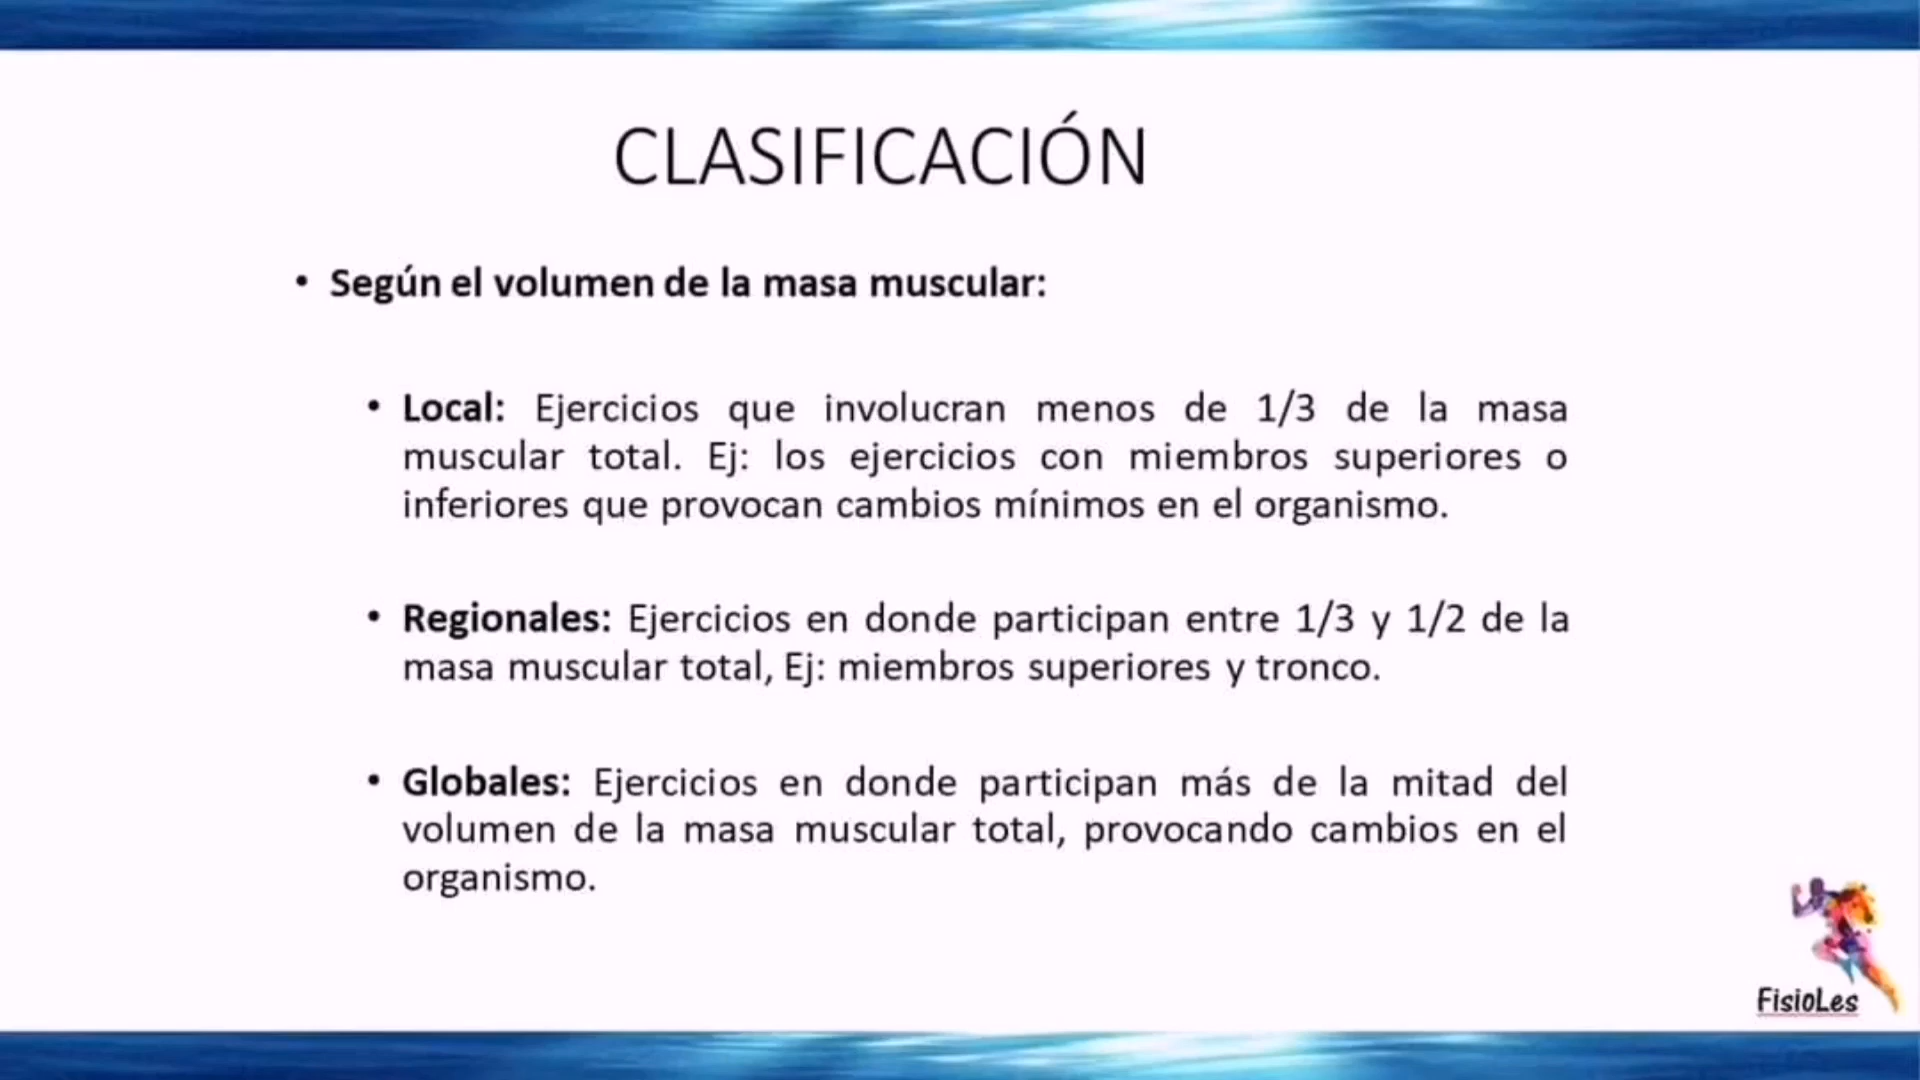 CLASIFICACIÓN
• Según el volumen de la masa muscular:
• Local: Ejercicios que involucran menos de 1/3 de la masa
muscular total. Ej: los ejercicios con miembros superiores o
inferiores que provocan cambios mínimos en el organismo.
• Regionales: Ejercicios en donde participan entre 1/3 y 1/2 de la
masa muscular total, Ej: miembros superiores y tronco.
• Globales: Ejercicios en donde participan más de la mitad del
volumen de la masa muscular total, provocando cambios en el
organismo.
FisioLes